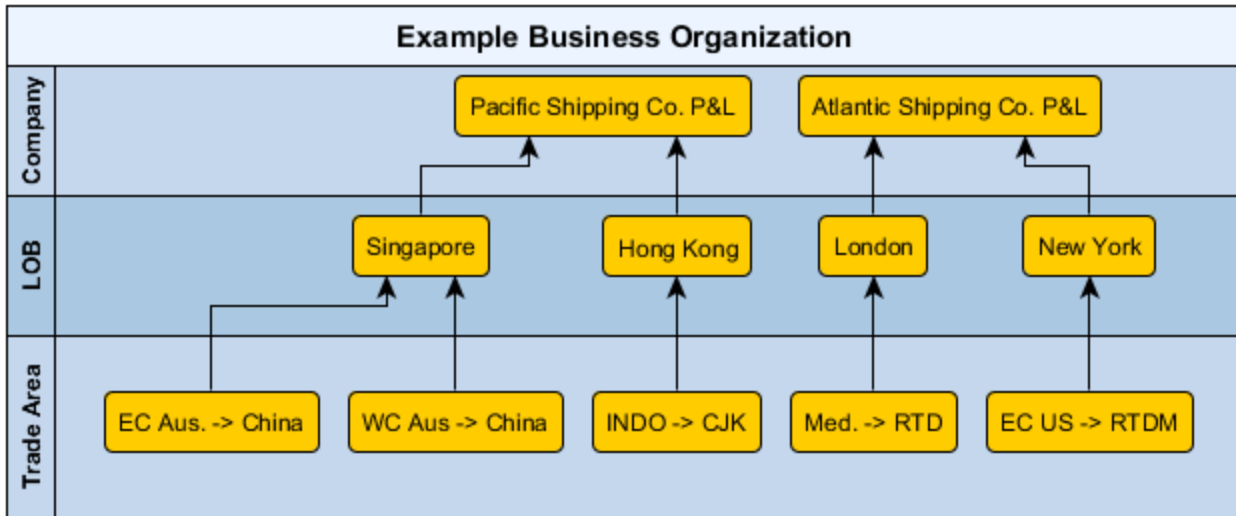 Example Business Organization
Company
Pacific Shipping Co. P&L
Atlantic Shipping Co. P&L
LOB
Singapore
Hong Kong
London
New York
Trade Area
EC Aus. -> China
WC Aus -> China
INDO -> CJK
Med. -> RTD
EC US -> RTDM